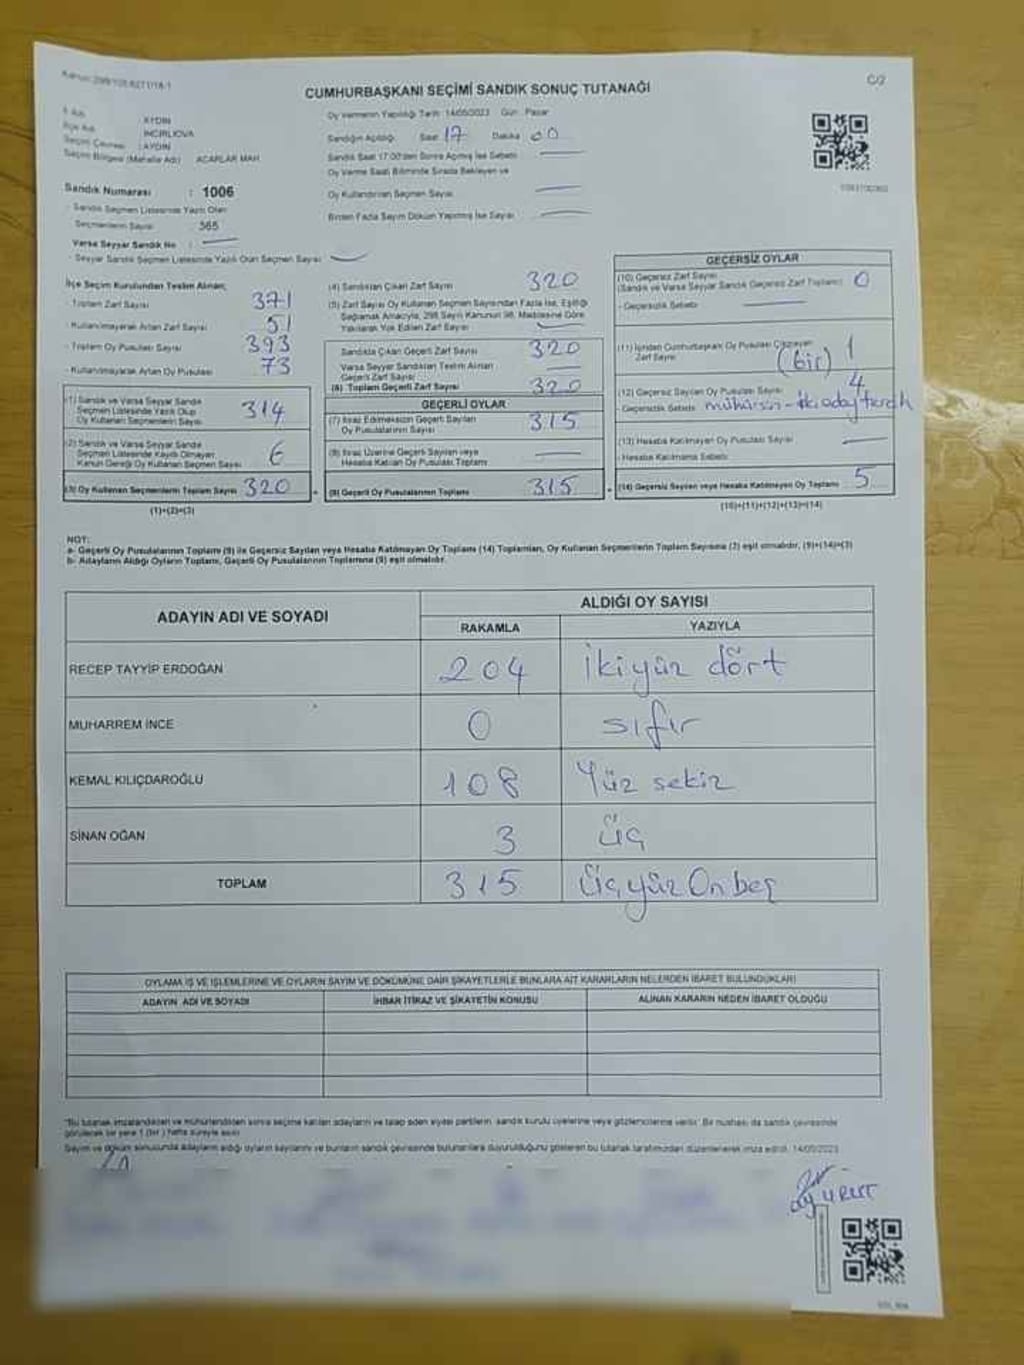 C/2
CUMHURBAŞKANI SEÇİMİ SANDIK SONUÇ TUTANAĞI
İl Adı AYDIN
İlçe Adı İNCİRLİOVA
Seçim Çevresi : AYDIN
Seçim Bölgesi (Mahalle Adı) ACARLAR MAH.
Sandık Numarası : 1006
Sandık Seçmen Listesinde Yazılı Olan
Seçmenlerin Sayısı 365
Varsa Seyyar Sandık No :
- Seyyar Sandık Seçmen Listesinde Yazılı Olan Seçmen Sayısı
Oy Vermenin Yapıldığı Tarih: 14/05/2023 Gün: Pazar
Sandığın Açıldığı Saat 17 Dakika 00
Sandık Saat 17:00'den Sonra Açılmış İse Sebebi
Oy Verme Saati Bitiminde Sırada Bekleyen ve
Oy Kullandırılan Seçmen Sayısı
Birden Fazla Sayım Döküm Yapılmış İse Sayısı
İlçe Seçim Kurulundan Teslim Alınan;
- Toplam Zarf Sayısı 371
- Kullanılmayarak Artan Zarf Sayısı 51
- Toplam Oy Pusulası Sayısı 393
- Kullanılmayarak Artan Oy Pusulası 73
(1) Sandık ve Varsa Seyyar Sandık
Seçmen Listesinde Yazılı Olup
Oy Kullanan Seçmenlerin Sayısı 314
(2) Sandık ve Varsa Seyyar Sandık
Seçmen Listesinde Kayıtlı Olmayan
Kanun Gereği Oy Kullanan Seçmen Sayısı 6
(3) Oy Kullanan Seçmenlerin Toplam Sayısı 320
(1)+(2)=(3)
(4) Sandıktan Çıkan Zarf Sayısı 320
(5) Zarf Sayısı Oy Kullanan Seçmen Sayısından Fazla İse, Eşitliği
Sağlamak Amacıyla, 298 Sayılı Kanunun 98. Maddesine Göre
Yakılarak Yok Edilen Zarf Sayısı
Sandıkta Çıkan Geçerli Zarf Sayısı 320
Varsa Seyyar Sandıktan Teslim Alınan
Geçerli Zarf Sayısı
(6) Toplam Geçerli Zarf Sayısı 320
GEÇERLİ OYLAR
(7) İtiraz Edilmeksizin Geçerli Sayılan
Oy Pusulalarının Sayısı 315
(8) İtiraz Üzerine Geçerli Sayılan veya
Hesaba Katılan Oy Pusulası Toplamı
(9) Geçerli Oy Pusulalarının Toplamı 315
GEÇERSİZ OYLAR
(10) Geçersiz Zarf Sayısı
(Sandık ve Varsa Seyyar Sandık Geçersiz Zarf Toplamı) 0
- Geçersizlik Sebebi
(11) İçinden Cumhurbaşkanı Oy Pusulası Çıkmayan
Zarf Sayısı (bir) 1
(12) Geçersiz Sayılan Oy Pusulası Sayısı 4
- Geçersizlik Sebebi
(13) Hesaba Katılmayan Oy Pusulası Sayısı
- Hesaba Katılmama Sebebi
(14) Geçersiz Sayılan veya Hesaba Katılmayan Oy Toplamı 5
(10)+(11)+(12)+(13)=(14)
NOT:
a- Geçerli Oy Pusulalarının Toplamı (9) ile Geçersiz Sayılan veya Hesaba Katılmayan Oy Toplamı (14) Toplamları, Oy Kullanan Seçmenlerin Toplam Sayısına (3) eşit olmalıdır. (9)+(14)=(3)
b- Adayların Aldığı Oyların Toplamı, Geçerli Oy Pusulalarının Toplamına (9) eşit olmalıdır.
ADAYIN ADI VE SOYADI ALDIĞI OY SAYISI
RAKAMLA YAZIYLA
RECEP TAYYİP ERDOĞAN 204 İkiyüz dört
MUHARREM İNCE 0 sıfır
KEMAL KILIÇDAROĞLU 108 Yüz sekiz
SİNAN OĞAN 3 üç
TOPLAM 315 Üçyüz On beş
OYLAMA İŞ VE İŞLEMLERİNE VE OYLARIN SAYIM VE DÖKÜMÜNE DAİR ŞİKAYETLERLE BUNLARA AİT KARARLARIN NELERDEN İBARET BULUNDUKLARI
ADAYIN ADI VE SOYADI İHBAR İTİRAZ VE ŞİKAYETİN KONUSU ALINAN KARARIN NEDEN İBARET OLDUĞU
"Bu tutanak imzalandıktan ve mühürlendikten sonra seçime katılan adayların ve talep eden siyasi partilerin sandık kurulu üyelerine veya gözlemcilerine verilir. Bir nüshası da sandık çevresinde
görülecek bir yere 1 (bir) hafta süreyle asılır.
Sayım ve döküm sonucunda adayların aldığı oyların sayılarını ve bunların sandık çevresinde bulunanlara duyurulduğunu gösteren bu tutanak tarafımızdan düzenlenerek imza edildi. 14/05/2023